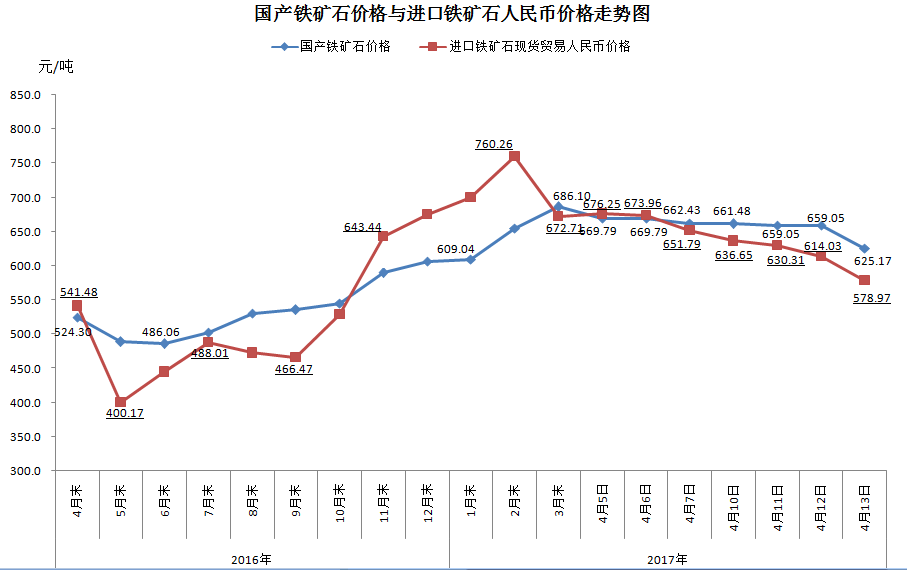 国产铁矿石价格与进口铁矿石人民币价格走势图
国产铁矿石价格 进口铁矿石现货贸易人民币价格
元/吨
850.0
800.0
750.0
700.0
650.0
600.0
550.0
500.0
450.0
400.0
350.0
300.0
541.48
524.30
400.17
486.06
488.01
466.47
643.44
609.04
760.26
686.10
672.71
676.25
669.79
673.96
669.79
662.43
651.79
661.48
636.65
659.05
630.31
659.05
614.03
625.17
578.97
4月末
5月末
6月末
7月末
8月末
9月末
10月末
11月末
12月末
1月末
2月末
3月末
4月5日
4月6日
4月7日
4月10日
4月11日
4月12日
4月13日
2016年 2017年